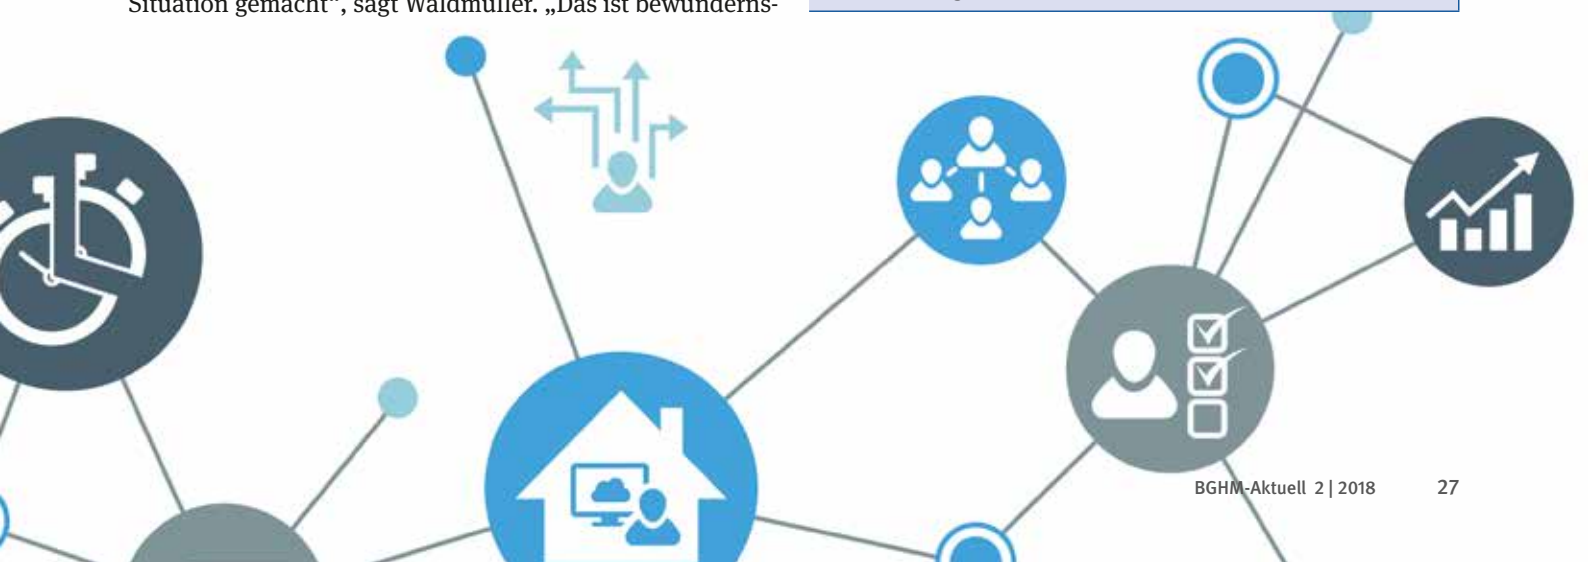 Situation gemacht“, sagt Waldmüller. „Das ist bewunderns-
BGHM-Aktuell 2 | 2018 27